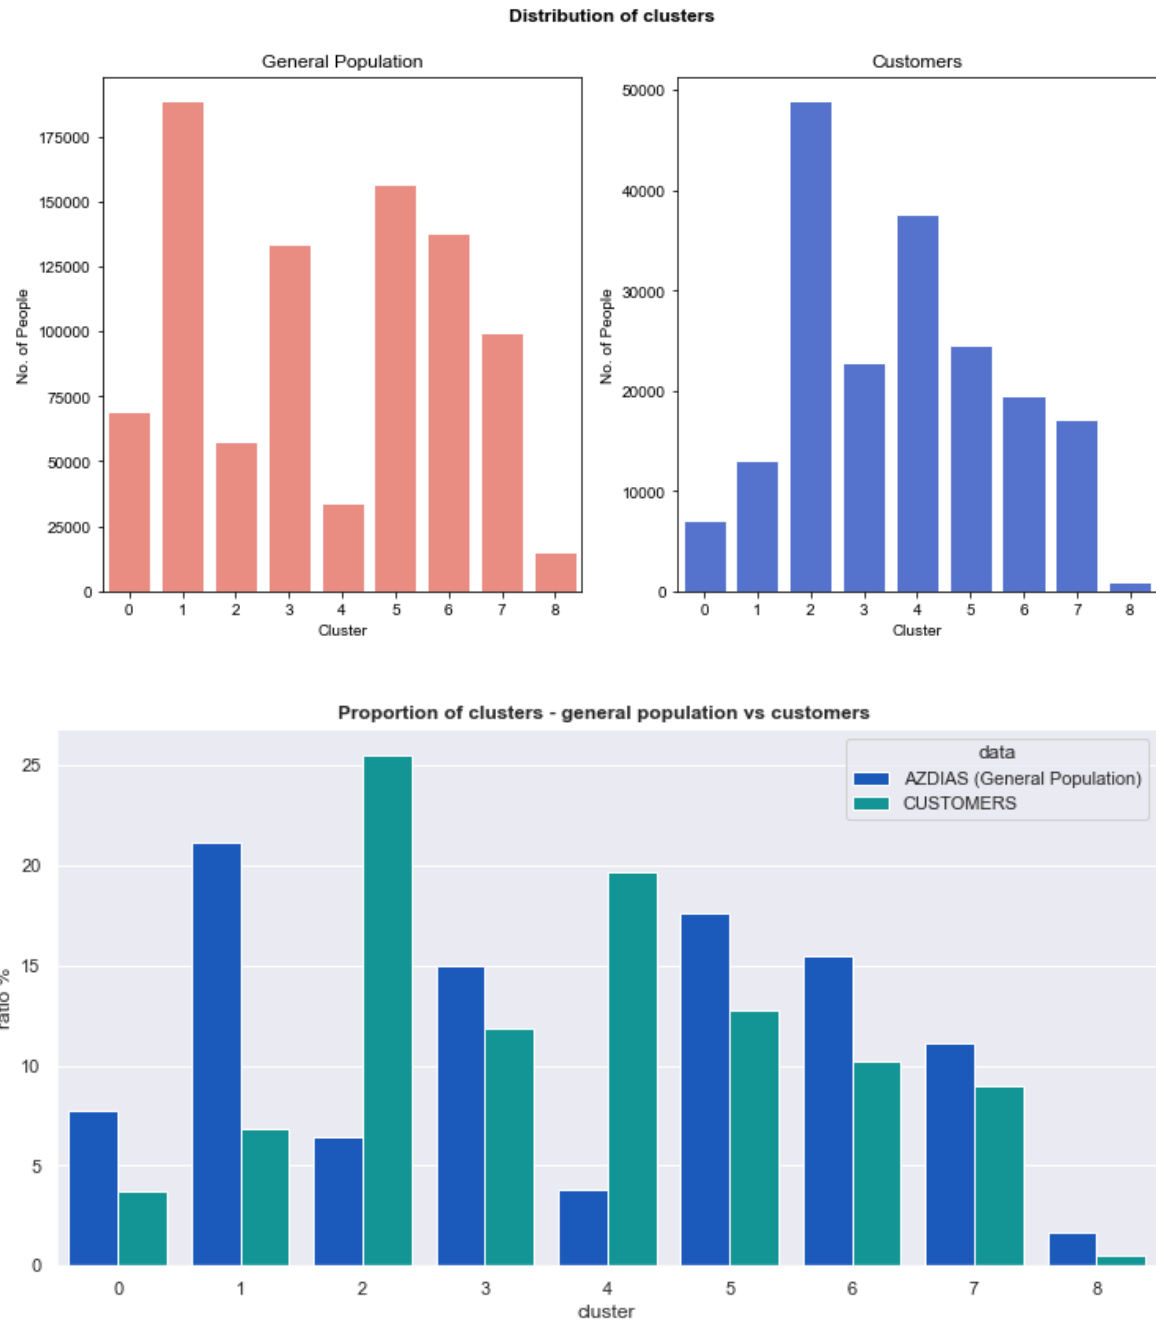 Distribution of clusters
General Population
Customers
No. of People
175000
150000
125000
100000
75000
50000
25000
0
0 1 2 3 4 5 6 7 8
Cluster
No. of People
50000
40000
30000
20000
10000
0
0 1 2 3 4 5 6 7 8
Cluster
Proportion of clusters - general population vs customers
data
AZDIAS (General Population)
CUSTOMERS
ratio %
25
20
15
10
5
0
0 1 2 3 4 5 6 7 8
cluster